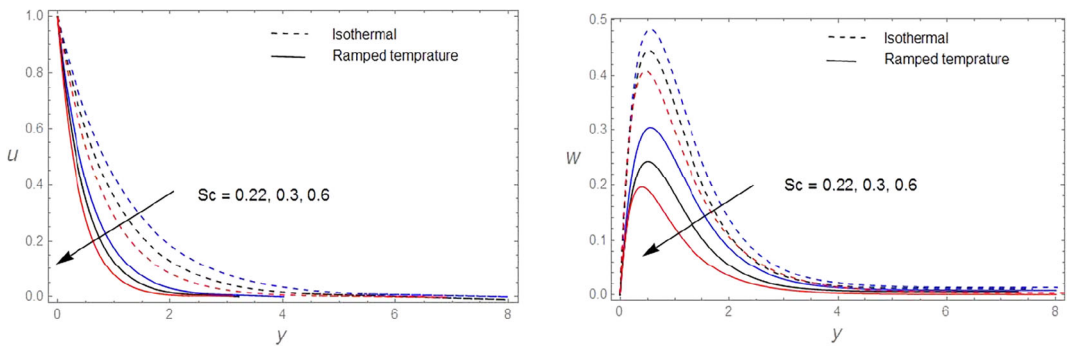 1.0
0.8
0.6
0.4
0.2
0.0
u
0
2
4
6
8
y
Isothermal
Ramped temprature
Sc = 0.22, 0.3, 0.6
0.5
0.4
0.3
0.2
0.1
0.0
w
0
2
4
6
8
y
Isothermal
Ramped temprature
Sc = 0.22, 0.3, 0.6